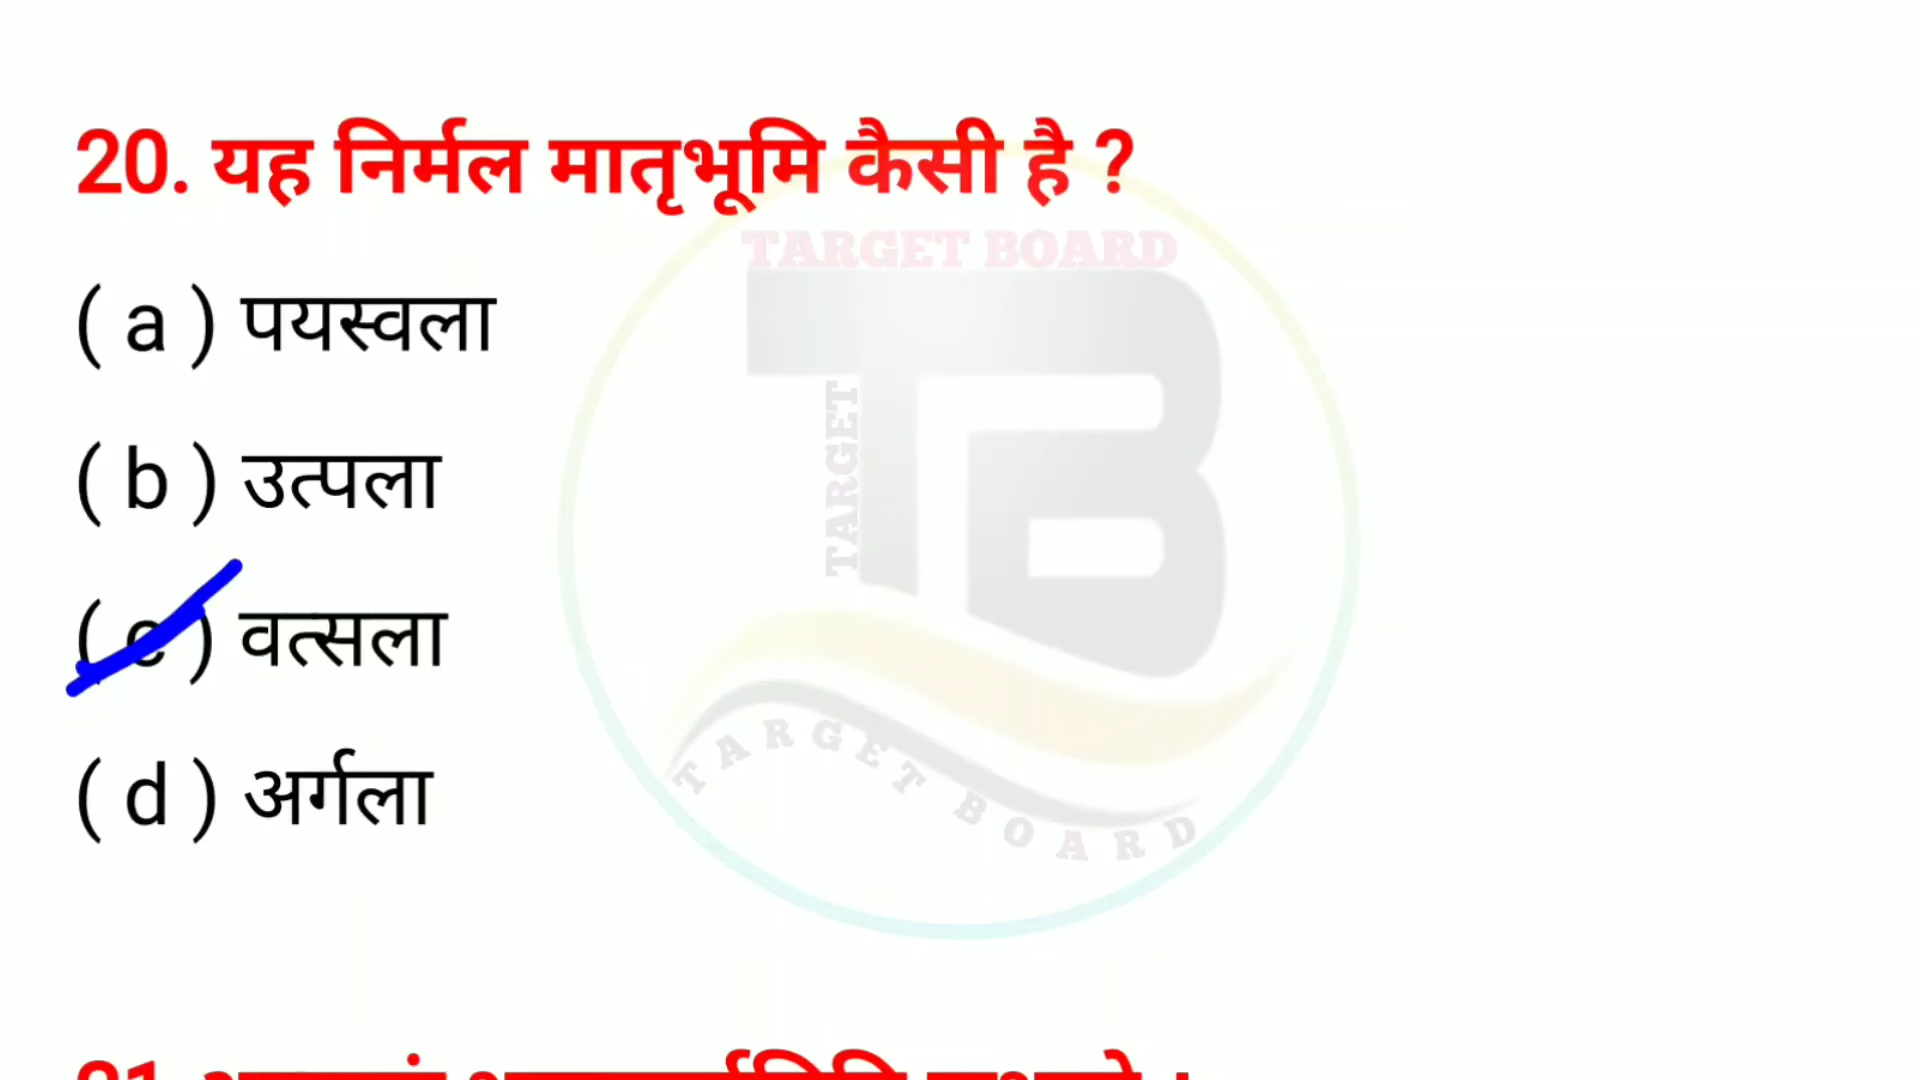 20. यह निर्मल मातृभूमि कैसी है ?
TARGET BOARD
( a ) पयस्वला
TARGET
( b ) उत्पला
( c ) वत्सला
( d ) अर्गला
TARGET BOARD